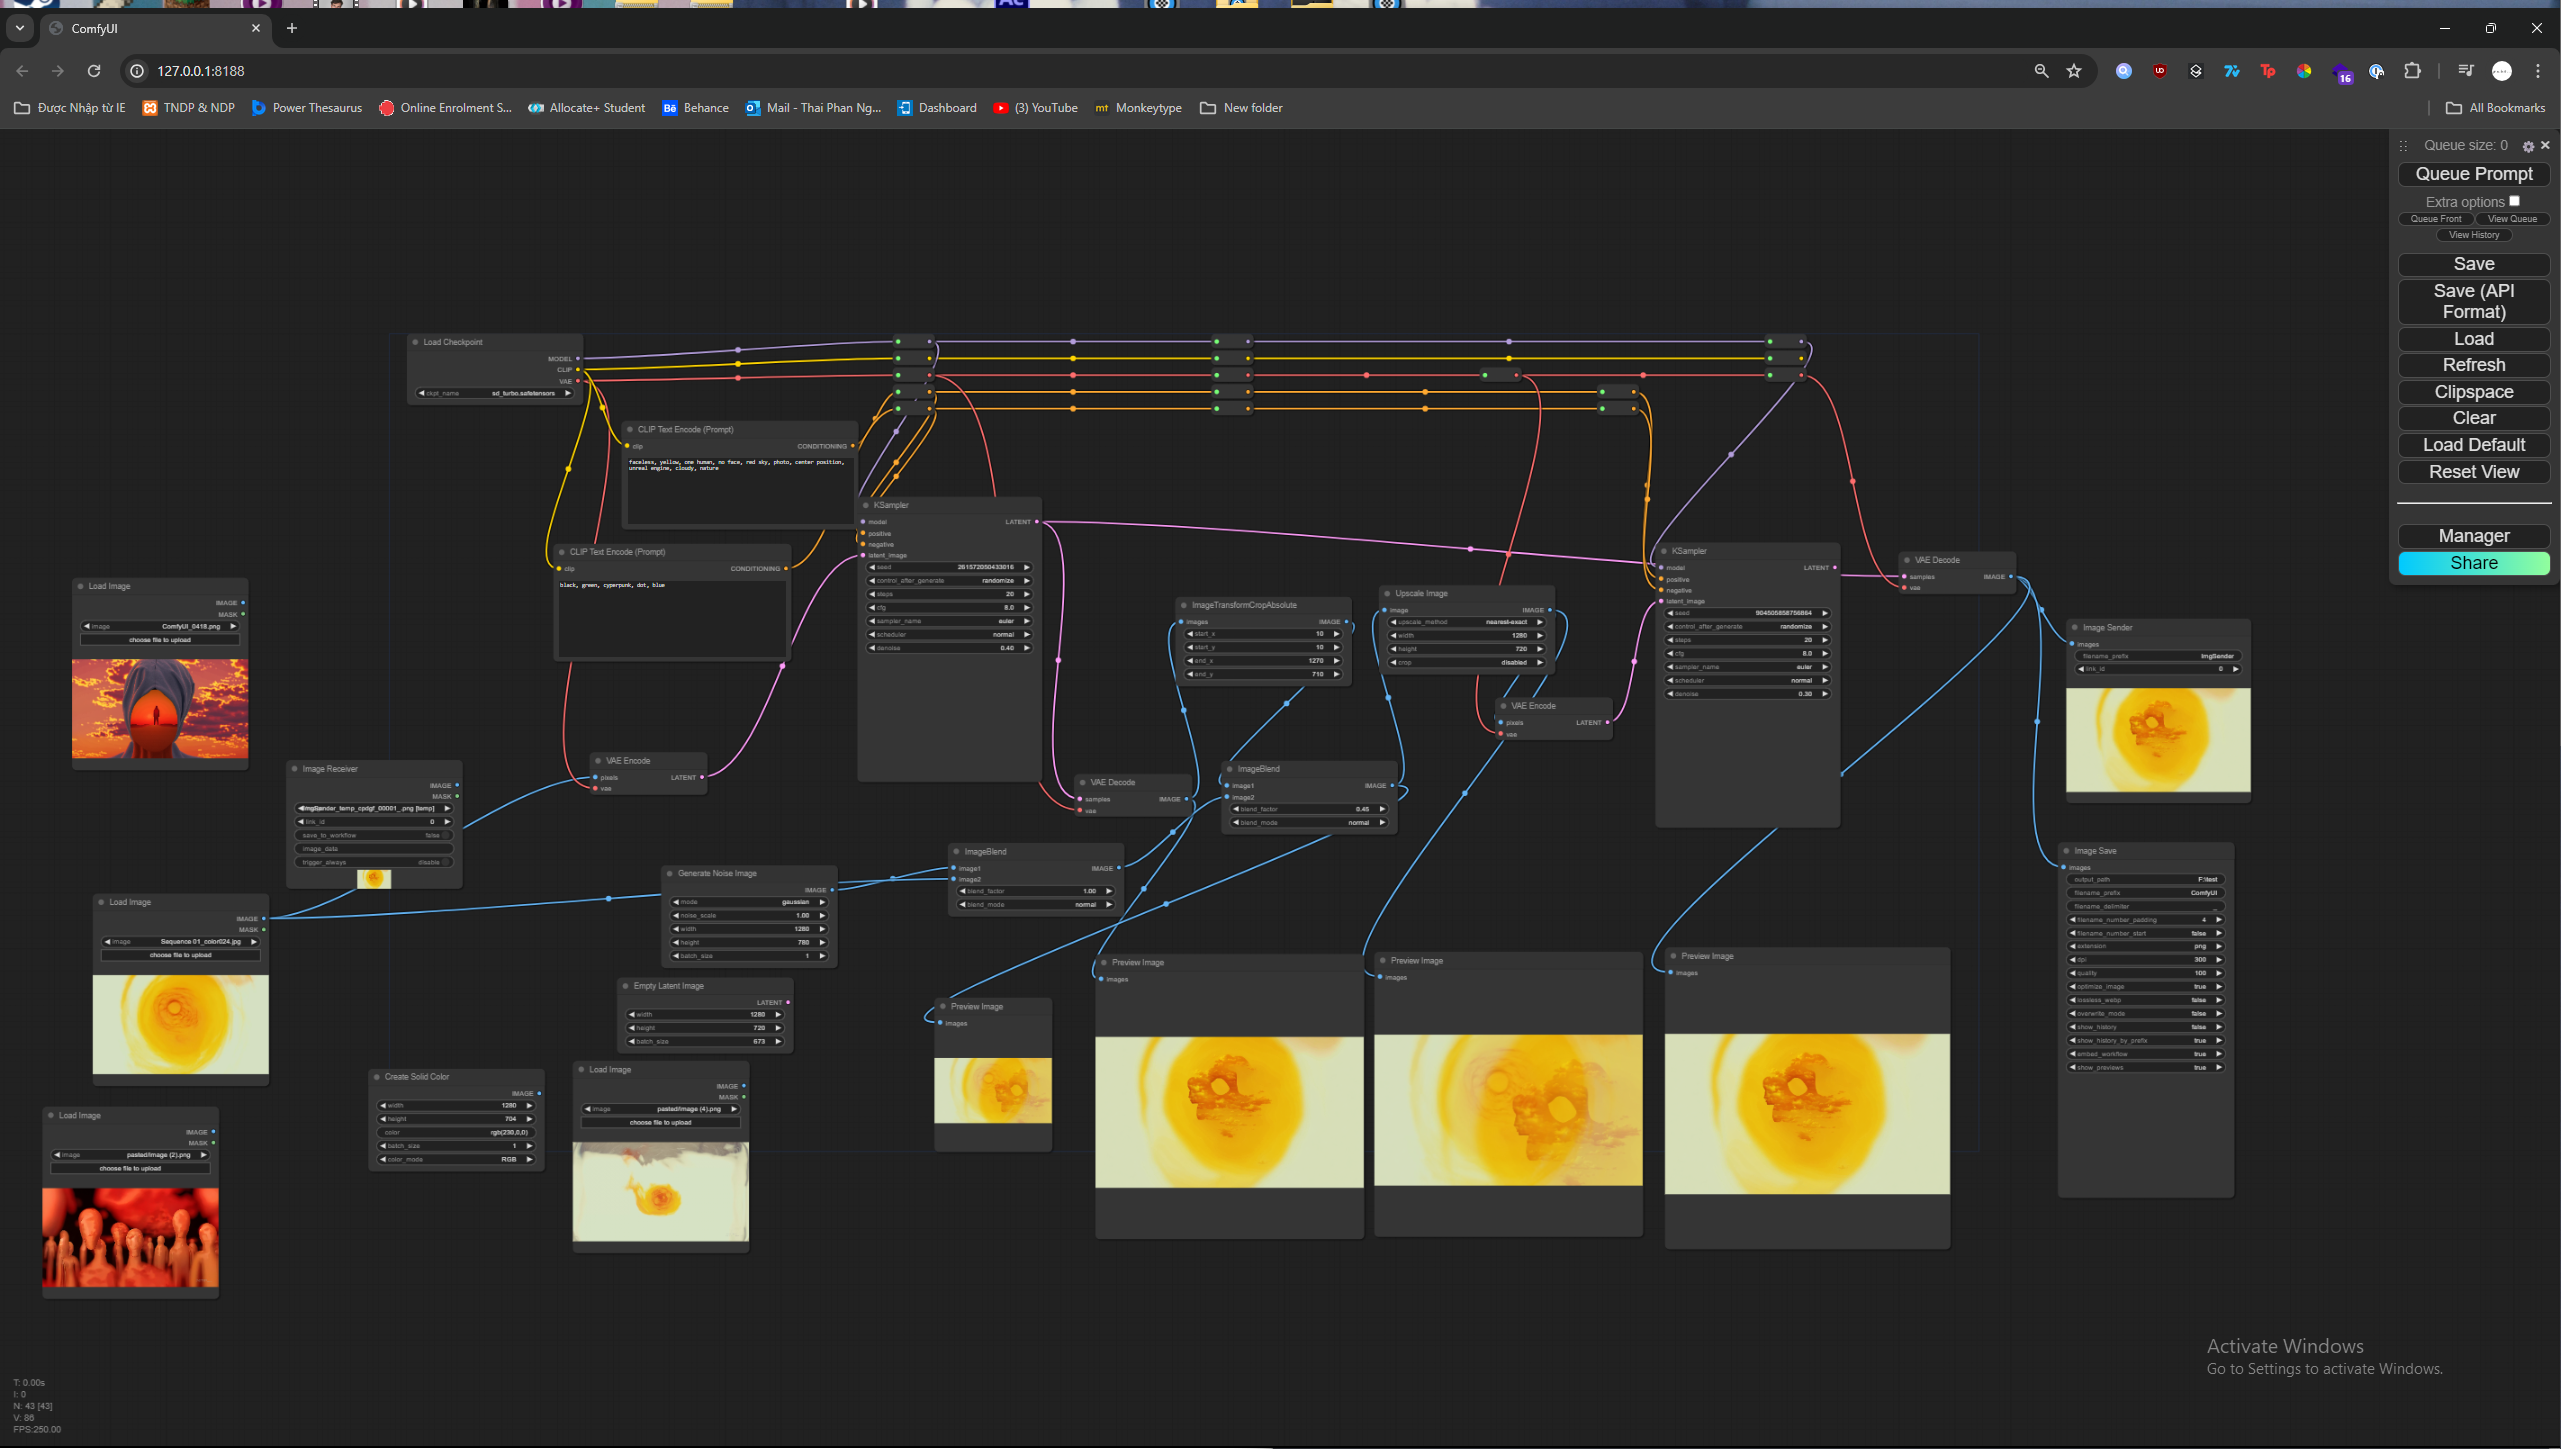 ComfyUI
127.0.0.1:8188
16
Được Nhập từ IE
TNDP & NDP
Power Thesaurus
Online Enrolment S...
Allocate+ Student
Behance
Mail - Thai Phan Ng...
Dashboard
(3) YouTube
Monkeytype
New folder
All Bookmarks
Queue size: 0
Queue Prompt
Extra options
Queue Front
View Queue
View History
Save
Save (API
Format)
Load
Refresh
Clipspace
Clear
Load Default
Reset View
Manager
Share
Load Checkpoint
MODEL
CLIP
VAE
ckpt_name sd_turbo.safetensors
CLIP Text Encode (Prompt)
clip CONDITIONING
faceless, yellow, one human, no face, red sky, photo, center position,
unreal engine, cloudy, nature
CLIP Text Encode (Prompt)
clip CONDITIONING
black, green, cyperpunk, dot, blue
KSampler
model LATENT
positive
negative
latent_image
seed 261572050433016
control_after_generate randomize
steps 20
cfg 8.0
sampler_name euler
scheduler normal
denoise 0.40
Load Image
IMAGE
MASK
image ComfyUI_0418.png
choose file to upload
Image Receiver
IMAGE
MASK
link_id 0
save_to_workflow false
image_data
trigger_always disable
VAE Encode
pixels LATENT
vae
Load Image
IMAGE
MASK
image Sequence 01_color024.jpg
choose file to upload
Load Image
IMAGE
MASK
image pasted/image (2).png
choose file to upload
Generate Noise Image
IMAGE
mode gaussian
noise_scale 1.00
width 1280
height 780
batch_size 1
Empty Latent Image
LATENT
width 1280
height 720
batch_size 673
Create Solid Color
IMAGE
width 1280
height 704
color rgb(230,0,0)
batch_size 1
color_mode RGB
Load Image
IMAGE
MASK
image pasted/image (4).png
choose file to upload
ImageBlend
image1 IMAGE
image2
blend_factor 1.00
blend_mode normal
VAE Decode
samples IMAGE
vae
ImageTransformCropAbsolute
images IMAGE
start_x 10
start_y 10
end_x 1270
end_y 710
ImageBlend
image1 IMAGE
image2
blend_factor 0.45
blend_mode normal
Upscale Image
image IMAGE
upscale_method nearest-exact
width 1280
height 720
crop disabled
VAE Encode
pixels LATENT
vae
KSampler
model LATENT
positive
negative
latent_image
seed 904505858756864
control_after_generate randomize
steps 20
cfg 8.0
sampler_name euler
scheduler normal
denoise 0.30
VAE Decode
samples IMAGE
vae
Image Sender
images
filename_prefix ImgSender
link_id 0
Image Save
images
output_path F:\test
filename_prefix ComfyUI
filename_delimiter _
filename_number_padding 4
filename_number_start false
extension png
dpi 300
quality 100
optimize_image true
lossless_webp false
overwrite_mode false
show_history false
show_history_by_prefix true
embed_workflow true
show_previews true
Preview Image
images
Preview Image
images
Preview Image
images
Preview Image
images
Activate Windows
Go to Settings to activate Windows.
T: 0.00s
I: 0
N: 43 [43]
V: 86
FPS:250.00